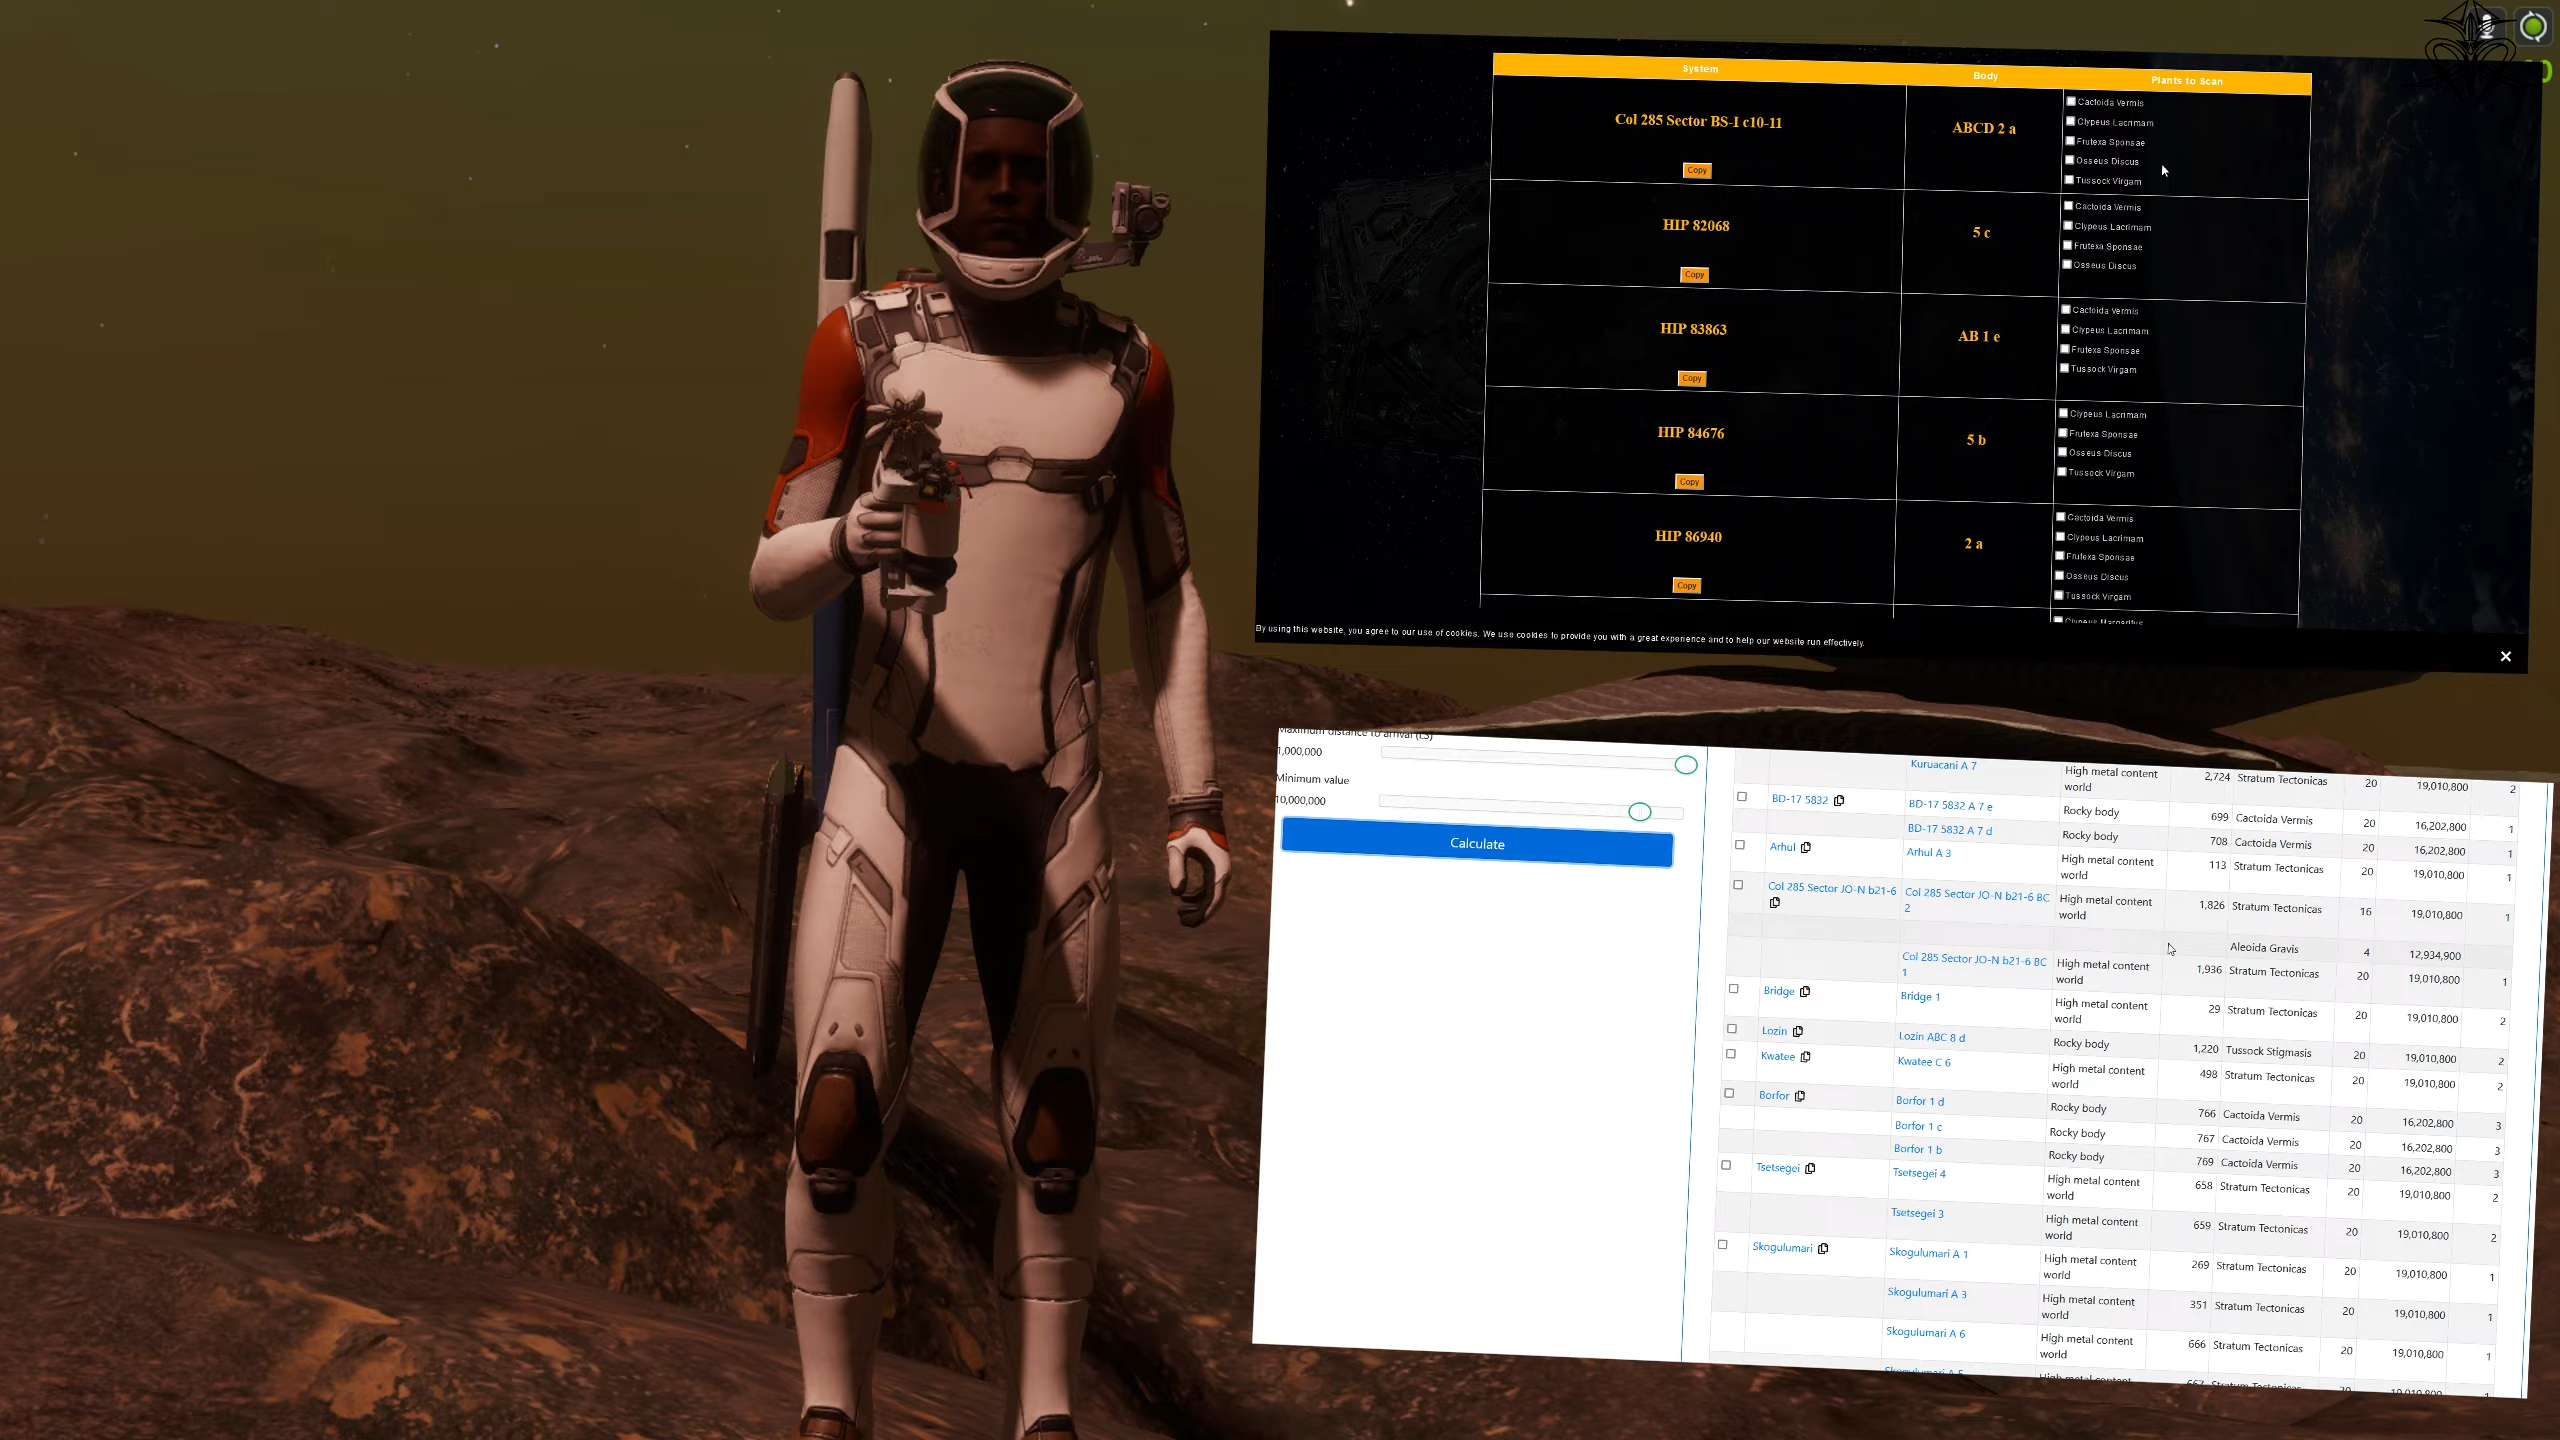 System Body Plants to Scan
Col 285 Sector BS-I c10-11
Copy
ABCD 2 a
Cactoida Vermis
Clypeus Lacrimam
Frutexa Sponsae
Osseus Discus
Tussock Virgam
HIP 82068
Copy
5 c
Cactoida Vermis
Clypeus Lacrimam
Frutexa Sponsae
Osseus Discus
HIP 83863
Copy
AB 1 e
Cactoida Vermis
Clypeus Lacrimam
Frutexa Sponsae
Tussock Virgam
HIP 84676
Copy
5 b
Clypeus Lacrimam
Frutexa Sponsae
Osseus Discus
Tussock Virgam
HIP 86940
Copy
2 a
Cactoida Vermis
Clypeus Lacrimam
Frutexa Sponsae
Osseus Discus
Tussock Virgam
Clypeus Margaritus
By using this website, you agree to our use of cookies. We use cookies to provide you with a great experience and to help our website run effectively.
Maximum distance to arrival (LS)
1,000,000
Minimum value
10,000,000
Calculate
Kuruacani A 7 High metal content 2,724 Stratum Tectonicas 20 19,010,800 2
world
BD-17 5832 BD-17 5832 A 7 e Rocky body 699 Cactoida Vermis 20 16,202,800 1
BD-17 5832 A 7 d Rocky body 708 Cactoida Vermis 20 16,202,800 1
Arhul Arhul A 3 High metal content 113 Stratum Tectonicas 20 19,010,800 1
world
Col 285 Sector JO-N b21-6 Col 285 Sector JO-N b21-6 BC High metal content 1,826 Stratum Tectonicas 16 19,010,800 1
2 world
Aleoida Gravis 4 12,934,900
Col 285 Sector JO-N b21-6 BC High metal content 1,936 Stratum Tectonicas 20 19,010,800 1
1 world
Bridge Bridge 1 High metal content 29 Stratum Tectonicas 20 19,010,800 2
world
Lozin Lozin ABC 8 d Rocky body 1,220 Tussock Stigmasis 20 19,010,800 2
Kwatee Kwatee C 6 High metal content 498 Stratum Tectonicas 20 19,010,800 2
world
Borfor Borfor 1 d Rocky body 766 Cactoida Vermis 20 16,202,800 3
Borfor 1 c Rocky body 767 Cactoida Vermis 20 16,202,800 3
Borfor 1 b Rocky body 769 Cactoida Vermis 20 16,202,800 3
Tsetsegei Tsetsegei 4 High metal content 658 Stratum Tectonicas 20 19,010,800 2
world
Tsetsegei 3 High metal content 659 Stratum Tectonicas 20 19,010,800 2
world
Skogulumari Skogulumari A 1 High metal content 269 Stratum Tectonicas 20 19,010,800 1
world
Skogulumari A 3 High metal content 351 Stratum Tectonicas 20 19,010,800 1
world
Skogulumari A 6 High metal content 666 Stratum Tectonicas 20 19,010,800 1
world
Skogulumari A 5 High metal content 667 Stratum Tectonicas 20 19,010,800 1